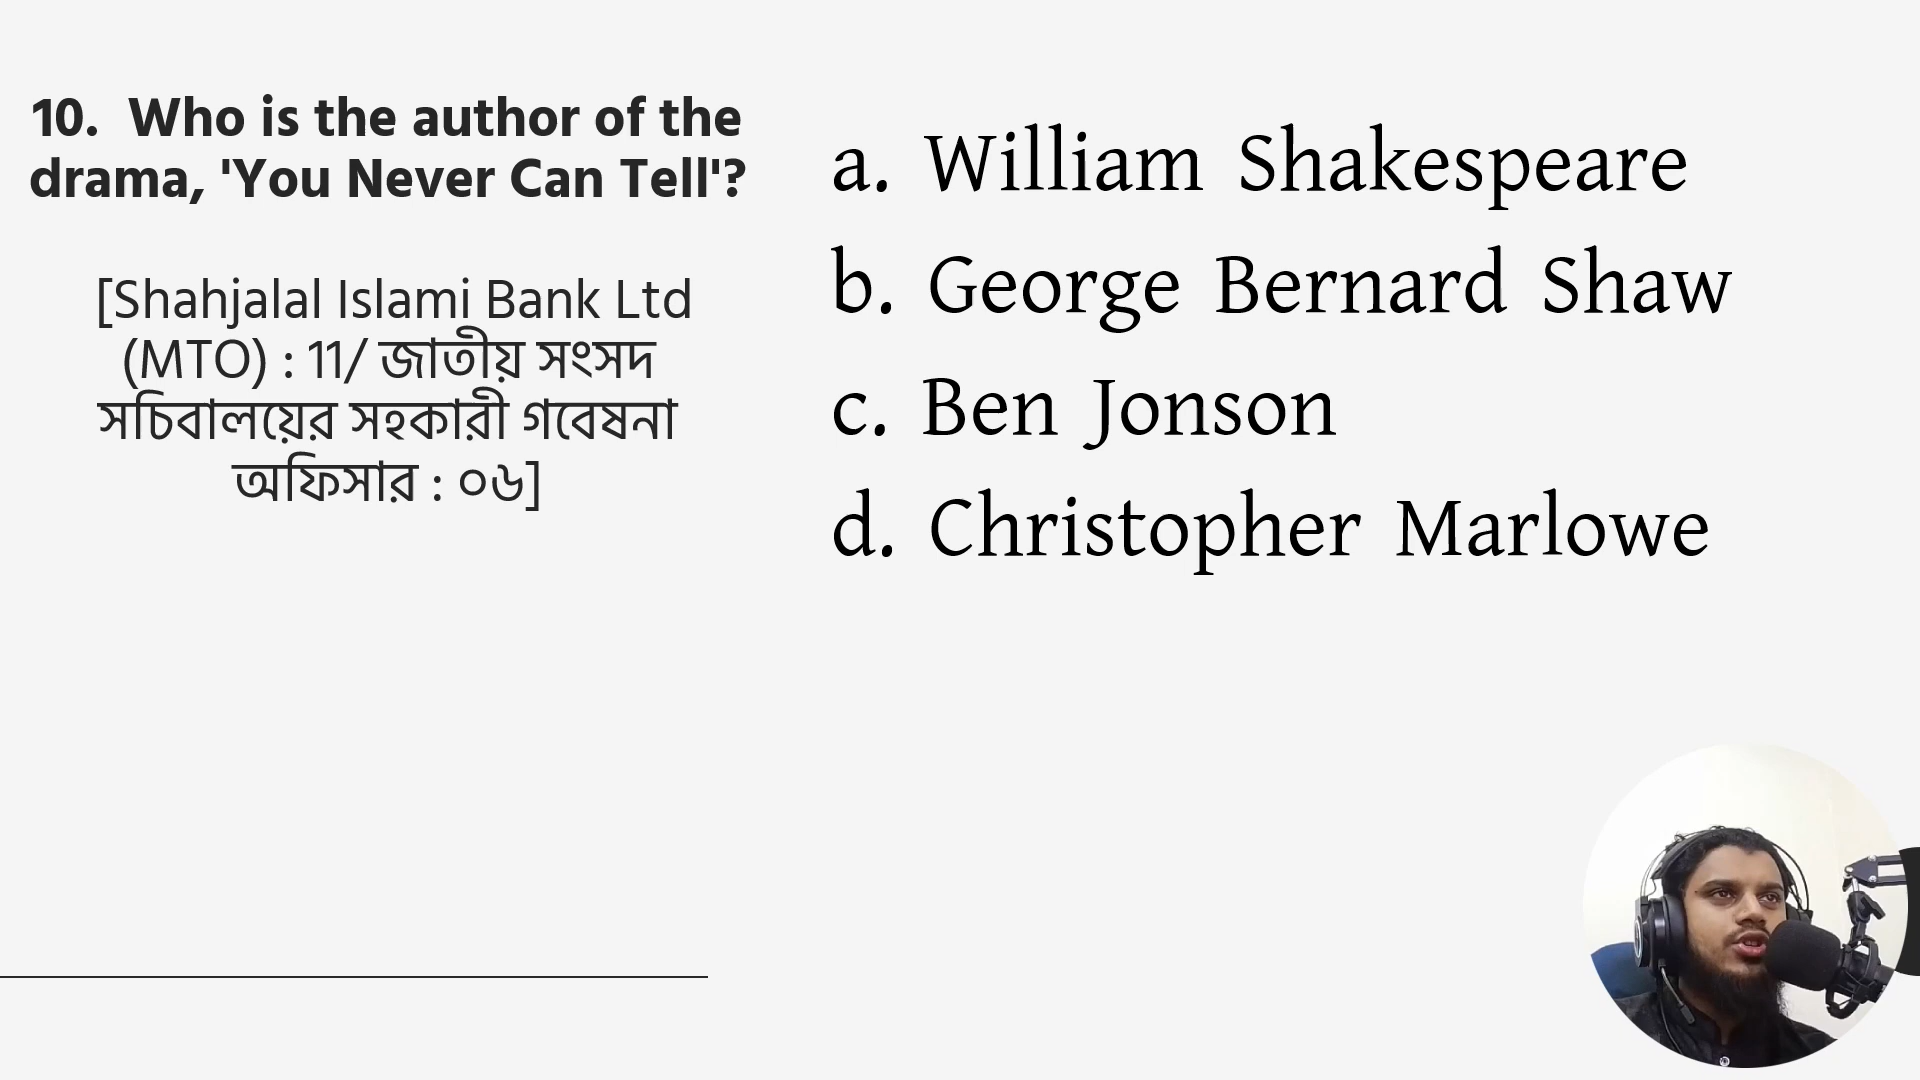 10. Who is the author of the
drama, 'You Never Can Tell'?
[Shahjalal Islami Bank Ltd
(MTO) : 11/ জাতীয় সংসদ
সচিবালয়ের সহকারী গবেষনা
অফিসার : ০৬]
a. William Shakespeare
b. George Bernard Shaw
c. Ben Jonson
d. Christopher Marlowe